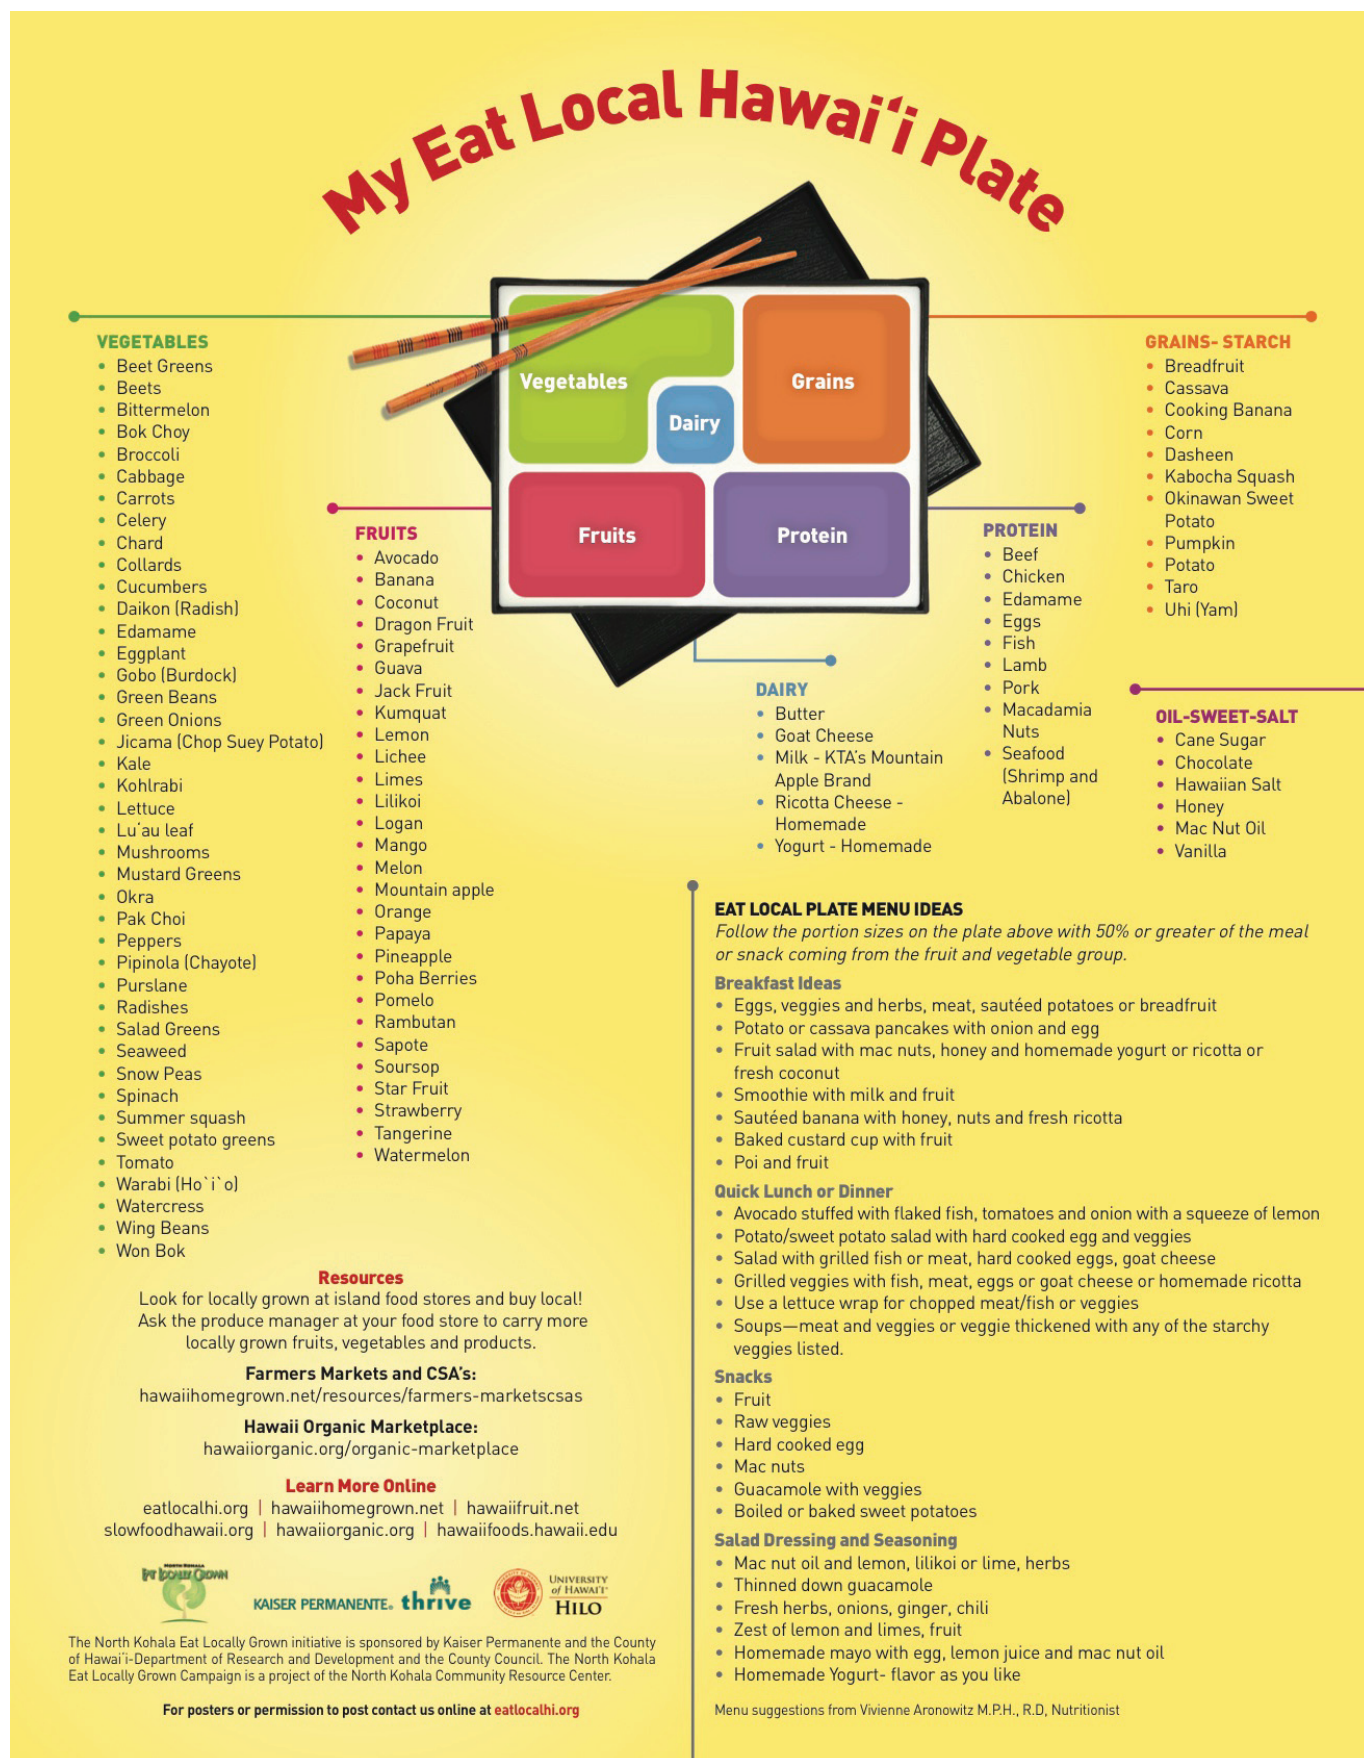 My Eat Local Hawai‘i Plate
Vegetables
Grains
Dairy
Fruits
Protein
VEGETABLES
• Beet Greens
• Beets
• Bittermelon
• Bok Choy
• Broccoli
• Cabbage
• Carrots
• Celery
• Chard
• Collards
• Cucumbers
• Daikon (Radish)
• Edamame
• Eggplant
• Gobo (Burdock)
• Green Beans
• Green Onions
• Jicama (Chop Suey Potato)
• Kale
• Kohlrabi
• Lettuce
• Lu‘au leaf
• Mushrooms
• Mustard Greens
• Okra
• Pak Choi
• Peppers
• Pipinola (Chayote)
• Purslane
• Radishes
• Salad Greens
• Seaweed
• Snow Peas
• Spinach
• Summer squash
• Sweet potato greens
• Tomato
• Warabi (Ho`i`o)
• Watercress
• Wing Beans
• Won Bok
FRUITS
• Avocado
• Banana
• Coconut
• Dragon Fruit
• Grapefruit
• Guava
• Jack Fruit
• Kumquat
• Lemon
• Lichee
• Limes
• Lilikoi
• Logan
• Mango
• Melon
• Mountain apple
• Orange
• Papaya
• Pineapple
• Poha Berries
• Pomelo
• Rambutan
• Sapote
• Soursop
• Star Fruit
• Strawberry
• Tangerine
• Watermelon
DAIRY
• Butter
• Goat Cheese
• Milk - KTA's Mountain
Apple Brand
• Ricotta Cheese -
Homemade
• Yogurt - Homemade
PROTEIN
• Beef
• Chicken
• Edamame
• Eggs
• Fish
• Lamb
• Pork
• Macadamia
Nuts
• Seafood
(Shrimp and
Abalone)
GRAINS- STARCH
• Breadfruit
• Cassava
• Cooking Banana
• Corn
• Dasheen
• Kabocha Squash
• Okinawan Sweet
Potato
• Pumpkin
• Potato
• Taro
• Uhi (Yam)
OIL-SWEET-SALT
• Cane Sugar
• Chocolate
• Hawaiian Salt
• Honey
• Mac Nut Oil
• Vanilla
EAT LOCAL PLATE MENU IDEAS
Follow the portion sizes on the plate above with 50% or greater of the meal
or snack coming from the fruit and vegetable group.
Breakfast Ideas
• Eggs, veggies and herbs, meat, sautéed potatoes or breadfruit
• Potato or cassava pancakes with onion and egg
• Fruit salad with mac nuts, honey and homemade yogurt or ricotta or
fresh coconut
• Smoothie with milk and fruit
• Sautéed banana with honey, nuts and fresh ricotta
• Baked custard cup with fruit
• Poi and fruit
Quick Lunch or Dinner
• Avocado stuffed with flaked fish, tomatoes and onion with a squeeze of lemon
• Potato/sweet potato salad with hard cooked egg and veggies
• Salad with grilled fish or meat, hard cooked eggs, goat cheese
• Grilled veggies with fish, meat, eggs or goat cheese or homemade ricotta
• Use a lettuce wrap for chopped meat/fish or veggies
• Soups—meat and veggies or veggie thickened with any of the starchy
veggies listed.
Snacks
• Fruit
• Raw veggies
• Hard cooked egg
• Mac nuts
• Guacamole with veggies
• Boiled or baked sweet potatoes
Salad Dressing and Seasoning
• Mac nut oil and lemon, lilikoi or lime, herbs
• Thinned down guacamole
• Fresh herbs, onions, ginger, chili
• Zest of lemon and limes, fruit
• Homemade mayo with egg, lemon juice and mac nut oil
• Homemade Yogurt- flavor as you like
Menu suggestions from Vivienne Aronowitz M.P.H., R.D, Nutritionist
Resources
Look for locally grown at island food stores and buy local!
Ask the produce manager at your food store to carry more
locally grown fruits, vegetables and products.
Farmers Markets and CSA's:
hawaiihomegrown.net/resources/farmers-marketscsas
Hawaii Organic Marketplace:
hawaiiorganic.org/organic-marketplace
Learn More Online
eatlocalhi.org | hawaiihomegrown.net | hawaiifruit.net
slowfoodhawaii.org | hawaiiorganic.org | hawaiifoods.hawaii.edu
NORTH KOHALA
EAT LOCALLY GROWN
KAISER PERMANENTE® thrive
UNIVERSITY
of HAWAI‘I®
HILO
The North Kohala Eat Locally Grown initiative is sponsored by Kaiser Permanente and the County
of Hawai‘i-Department of Research and Development and the County Council. The North Kohala
Eat Locally Grown Campaign is a project of the North Kohala Community Resource Center.
For posters or permission to post contact us online at eatlocalhi.org